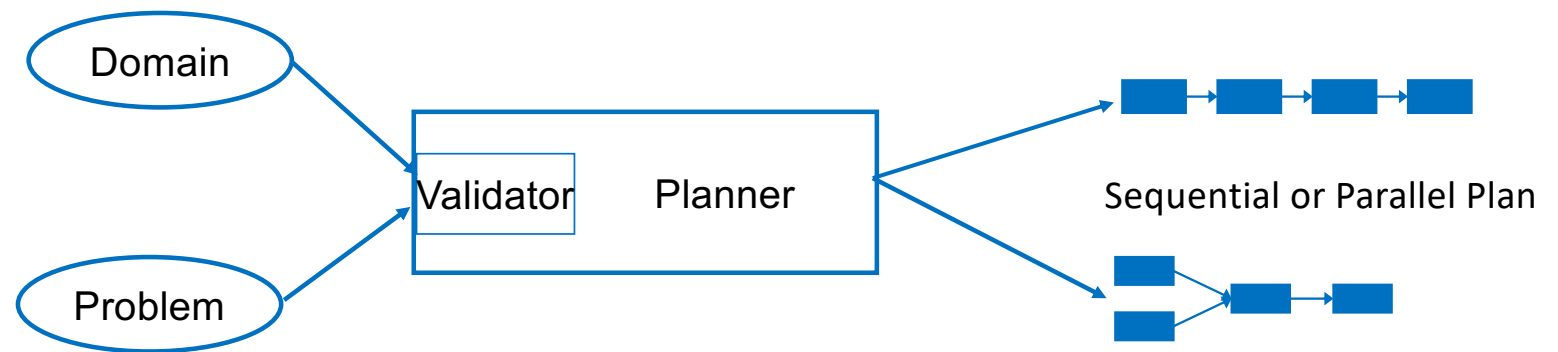 Domain
Validator
Planner
Sequential or Parallel Plan
Problem